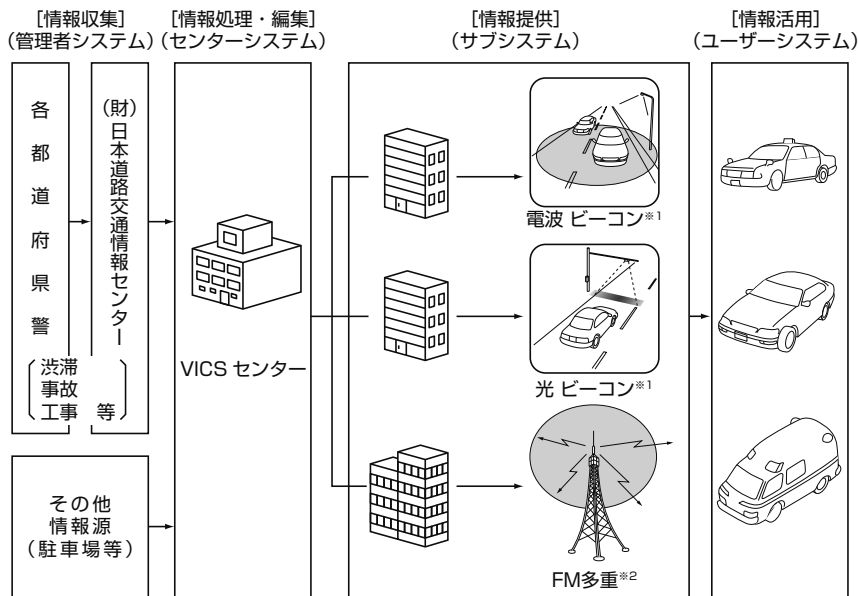 [情報収集]
(管理者システム)
[情報処理・編集]
(センターシステム)
[情報提供]
(サブシステム)
[情報活用]
(ユーザーシステム)
各都道府県警
(財)日本道路交通情報センター
渋滞
事故
工事 等
その他
情報源
(駐車場等)
VICS センター
電波 ビーコン※1
光 ビーコン※1
FM多重※2